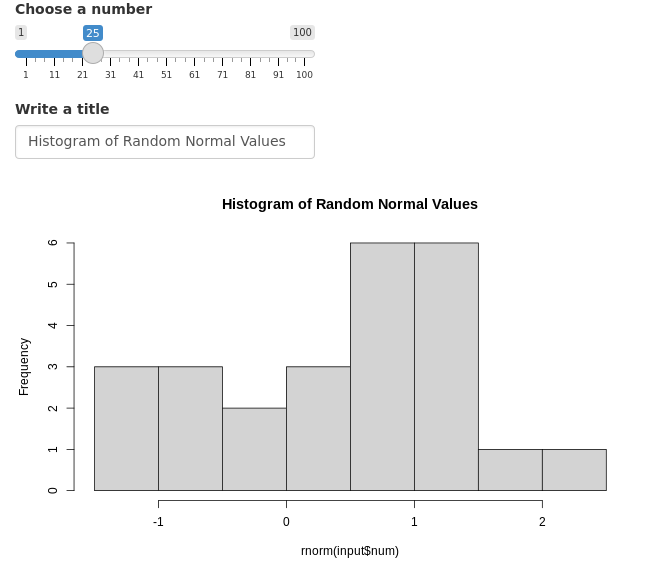 Choose a number
1 25 100
1 11 21 31 41 51 61 71 81 91 100
Write a title
Histogram of Random Normal Values
Histogram of Random Normal Values
6
5
4
3
2
1
0
Frequency
-1 0 1 2
rnorm(input$num)